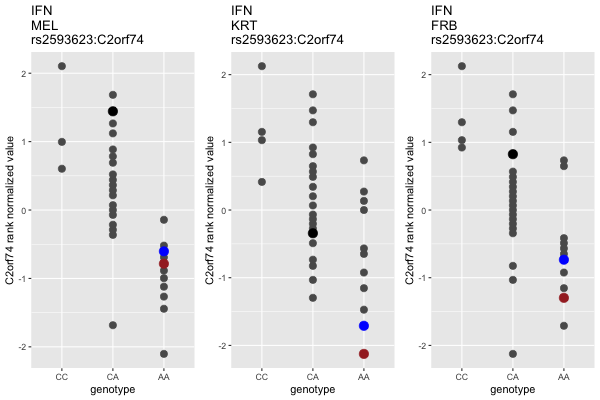 IFN
MEL
rs2593623:C2orf74
C2orf74 rank normalized value
2
1
0
-1
-2
CC CA AA
genotype
IFN
KRT
rs2593623:C2orf74
C2orf74 rank normalized value
2
1
0
-1
-2
CC CA AA
genotype
IFN
FRB
rs2593623:C2orf74
C2orf74 rank normalized value
2
1
0
-1
-2
CC CA AA
genotype